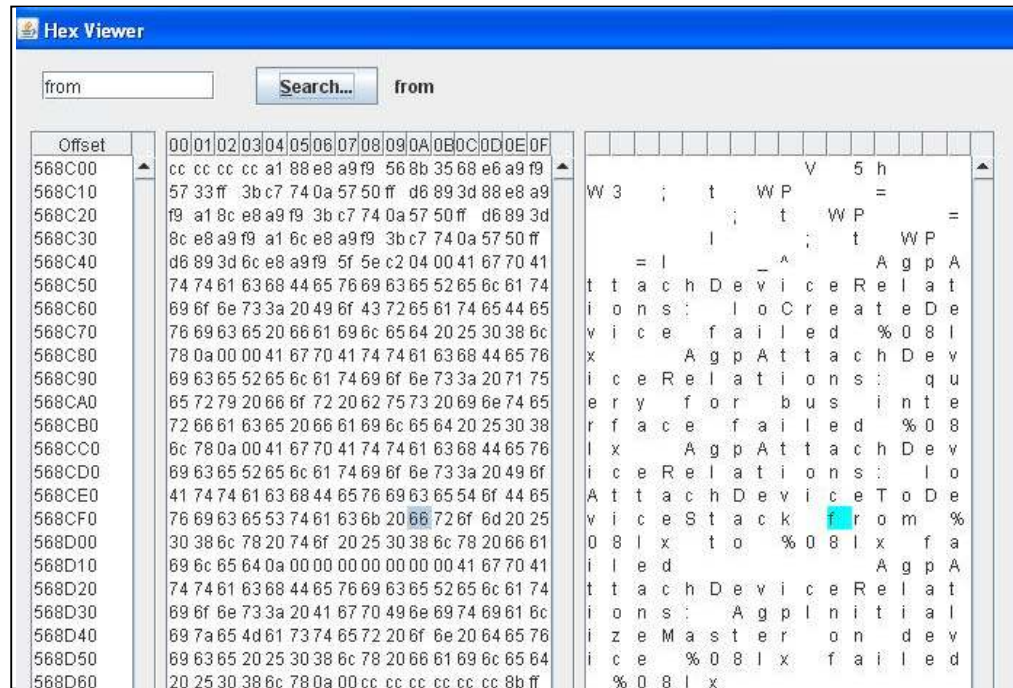 Hex Viewer
from Search... from
Offset 00 01 02 03 04 05 06 07 08 09 0A 0B 0C 0D 0E 0F
568C00 cc cc cc cc a1 88 e8 a9 f9 56 8b 35 68 e6 a9 f9 V 5 h
568C10 57 33 ff 3b c7 74 0a 57 50 ff d6 89 3d 88 e8 a9 W 3 ; t W P =
568C20 f9 a1 8c e8 a9 f9 3b c7 74 0a 57 50 ff d6 89 3d ; t W P =
568C30 8c e8 a9 f9 a1 6c e8 a9 f9 3b c7 74 0a 57 50 ff l ; t W P
568C40 d6 89 3d 6c e8 a9 f9 5f 5e c2 04 00 41 67 70 41 = l _ ^ A g p A
568C50 74 74 61 63 68 44 65 76 69 63 65 52 65 6c 61 74 t t a c h D e v i c e R e l a t
568C60 69 6f 6e 73 3a 20 49 6f 43 72 65 61 74 65 44 65 i o n s : I o C r e a t e D e
568C70 76 69 63 65 20 66 61 69 6c 65 64 20 25 30 38 6c v i c e f a i l e d % 0 8 l
568C80 78 0a 00 00 41 67 70 41 74 74 61 63 68 44 65 76 x A g p A t t a c h D e v
568C90 69 63 65 52 65 6c 61 74 69 6f 6e 73 3a 20 71 75 i c e R e l a t i o n s : q u
568CA0 65 72 79 20 66 6f 72 20 62 75 73 20 69 6e 74 65 e r y f o r b u s i n t e
568CB0 72 66 61 63 65 20 66 61 69 6c 65 64 20 25 30 38 r f a c e f a i l e d % 0 8
568CC0 6c 78 0a 00 41 67 70 41 74 74 61 63 68 44 65 76 l x A g p A t t a c h D e v
568CD0 69 63 65 52 65 6c 61 74 69 6f 6e 73 3a 20 49 6f i c e R e l a t i o n s : I o
568CE0 41 74 74 61 63 68 44 65 76 69 63 65 54 6f 44 65 A t t a c h D e v i c e T o D e
568CF0 76 69 63 65 53 74 61 63 6b 20 66 72 6f 6d 20 25 v i c e S t a c k f r o m %
568D00 30 38 6c 78 20 74 6f 20 25 30 38 6c 78 20 66 61 0 8 l x t o % 0 8 l x f a
568D10 69 6c 65 64 0a 00 00 00 00 00 00 00 41 67 70 41 i l e d A g p A
568D20 74 74 61 63 68 44 65 76 69 63 65 52 65 6c 61 74 t t a c h D e v i c e R e l a t
568D30 69 6f 6e 73 3a 20 41 67 70 49 6e 69 74 69 61 6c i o n s : A g p I n i t i a l
568D40 69 7a 65 4d 61 73 74 65 72 20 6f 6e 20 64 65 76 i z e M a s t e r o n d e v
568D50 69 63 65 20 25 30 38 6c 78 20 66 61 69 6c 65 64 i c e % 0 8 l x f a i l e d
568D60 20 25 30 38 6c 78 0a 00 cc cc cc cc cc cc 8b ff % 0 8 l x